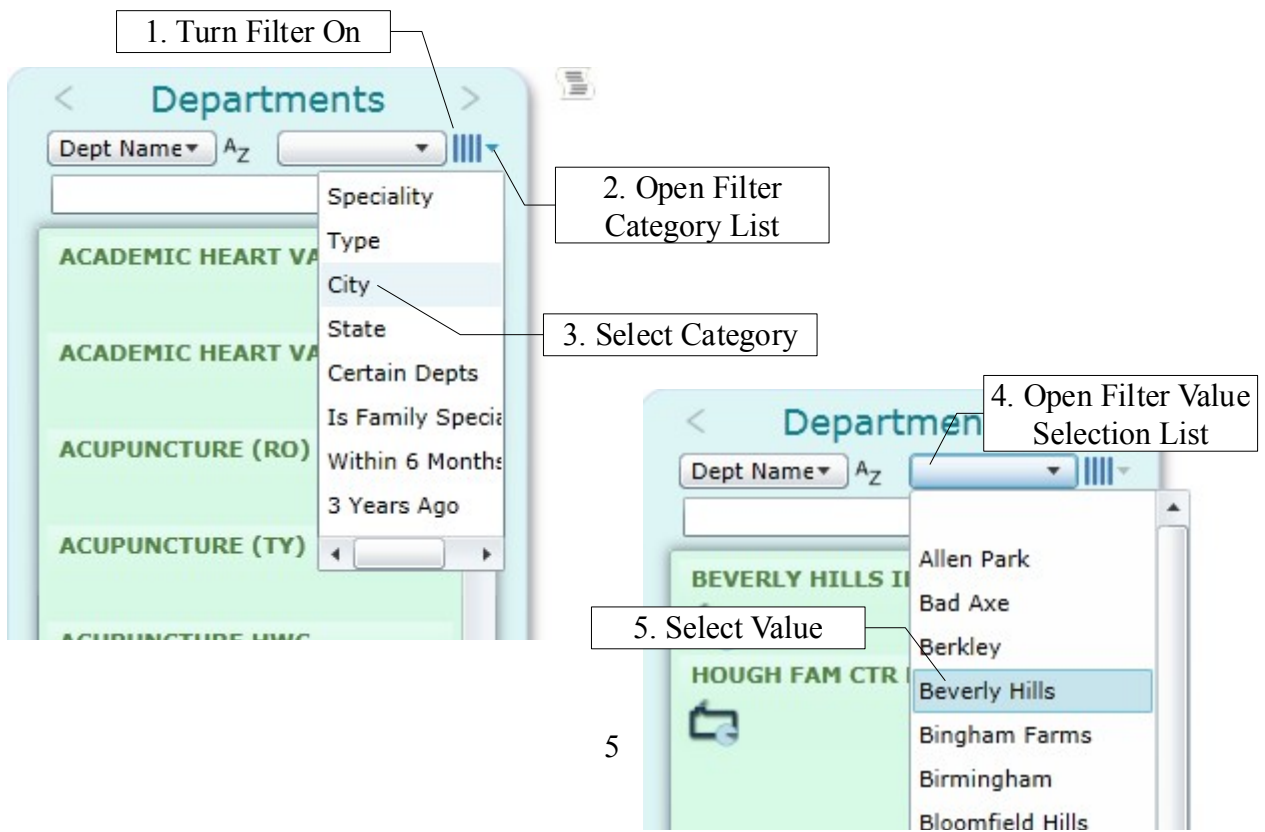 1. Turn Filter On
< Departments >
Dept Name AZ
Speciality
Type
City
State
Certain Depts
Is Family Specia
Within 6 Months
3 Years Ago
ACADEMIC HEART VA
ACADEMIC HEART VA
ACUPUNCTURE (RO)
ACUPUNCTURE (TY)
ACUPUNCTURE HWC
2. Open Filter
Category List
3. Select Category
4. Open Filter Value
Selection List
< Departmen
Dept Name AZ
Allen Park
Bad Axe
Berkley
Beverly Hills
Bingham Farms
Birmingham
Bloomfield Hills
BEVERLY HILLS
5. Select Value
HOUGH FAM CTR
5